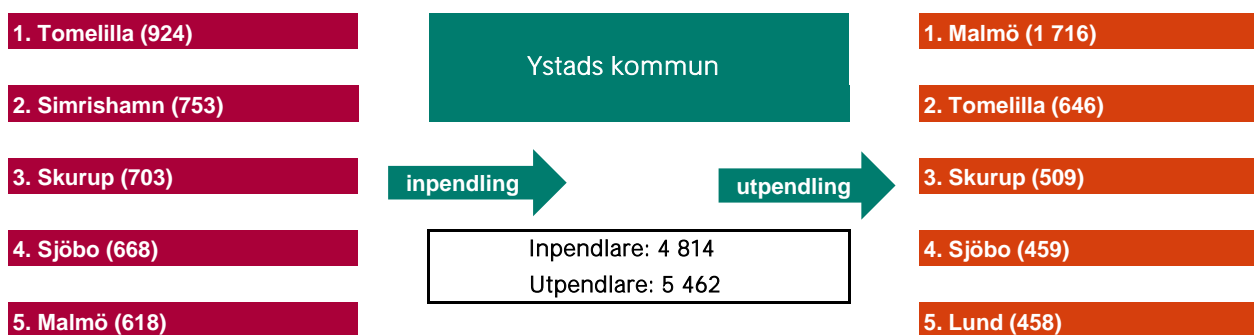 1. Tomelilla (924)
2. Simrishamn (753)
3. Skurup (703)
4. Sjöbo (668)
5. Malmö (618)
Ystads kommun
inpendling
utpendling
Inpendlare: 4 814
Utpendlare: 5 462
1. Malmö (1 716)
2. Tomelilla (646)
3. Skurup (509)
4. Sjöbo (459)
5. Lund (458)